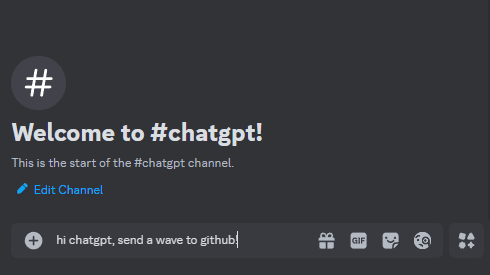 Welcome to #chatgpt!
This is the start of the #chatgpt channel.
Edit Channel
hi chatgpt, send a wave to github!
GIF